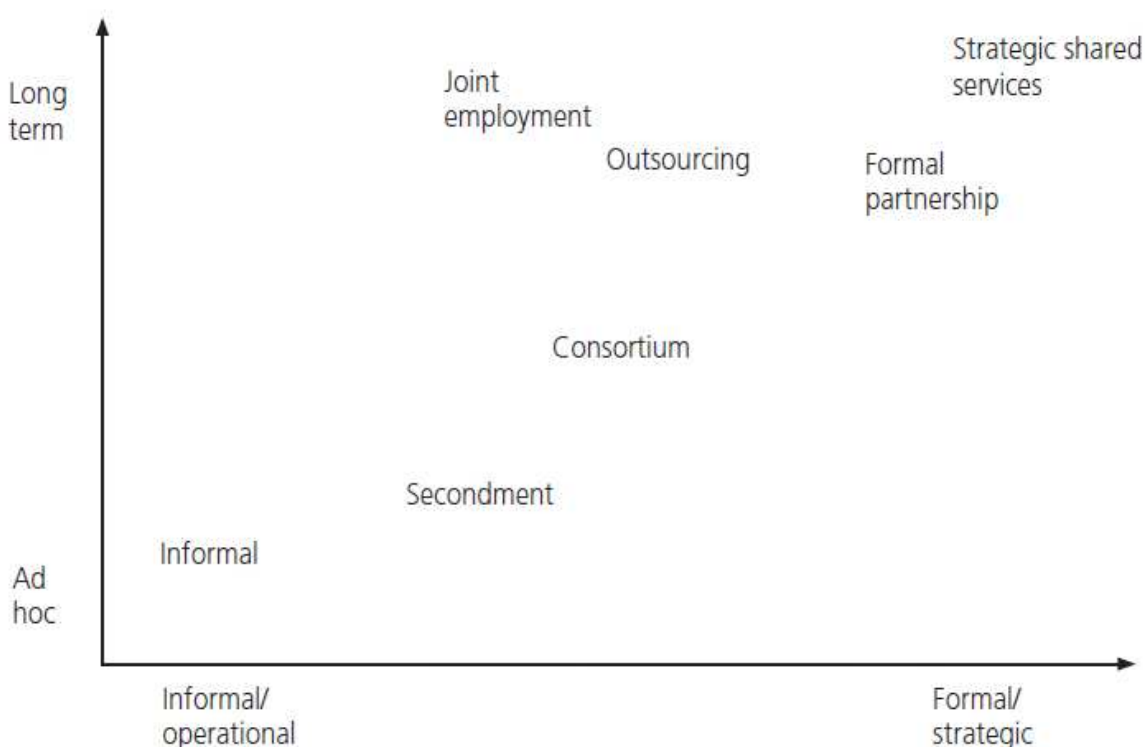 Strategic shared
services
Joint
employment
Long
term
Outsourcing
Formal
partnership
Consortium
Secondment
Informal
Ad
hoc
Informal/
operational
Formal/
strategic